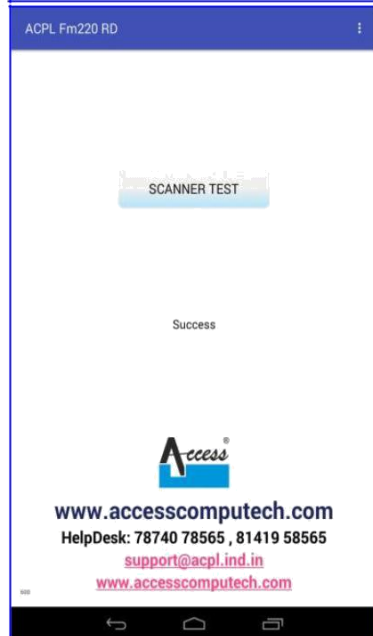 ACPL Fm220 RD
SCANNER TEST
Success
Access®
www.accesscomputech.com
HelpDesk: 78740 78565 , 81419 58565
support@acpl.ind.in
www.accesscomputech.com